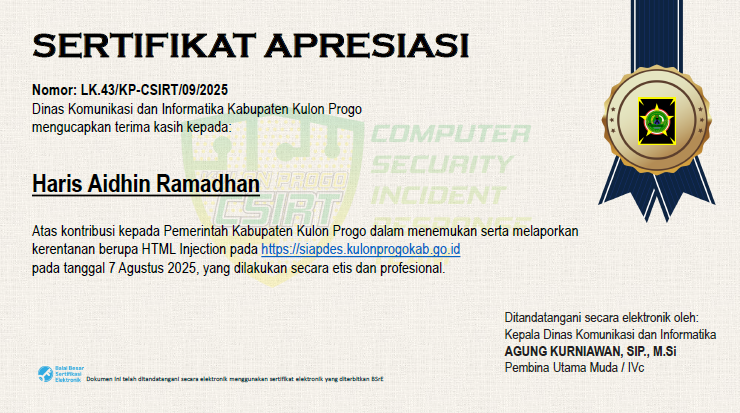 SERTIFIKAT APRESIASI
Nomor: LK.43/KP-CSIRT/09/2025
Dinas Komunikasi dan Informatika Kabupaten Kulon Progo
mengucapkan terima kasih kepada:
KULON PROGO
CSIRT
COMPUTER
SECURITY
INCIDENT
RESPONSE
Haris Aidhin Ramadhan
Atas kontribusi kepada Pemerintah Kabupaten Kulon Progo dalam menemukan serta melaporkan
kerentanan berupa HTML Injection pada https://siapdes.kulonprogokab.go.id
pada tanggal 7 Agustus 2025, yang dilakukan secara etis dan profesional.
Ditandatangani secara elektronik oleh:
Kepala Dinas Komunikasi dan Informatika
AGUNG KURNIAWAN, SIP., M.Si
Pembina Utama Muda / IVc
Balai Besar
Sertifikasi
Elektronik
Dokumen ini telah ditandatangani secara elektronik menggunakan sertifikat elektronik yang diterbitkan BSrE